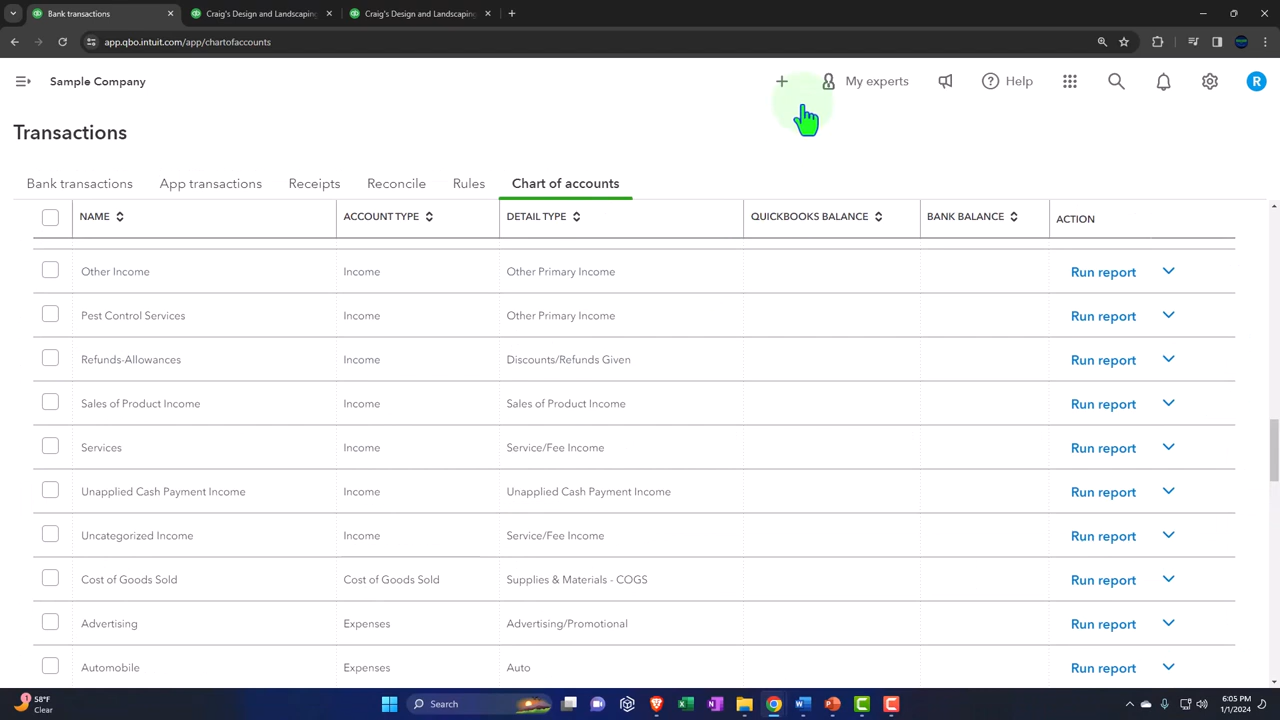 Bank transactions
Craig's Design and Landscaping
Craig's Design and Landscaping
app.qbo.intuit.com/app/chartofaccounts
Sample Company
My experts
Help
R
Transactions
Bank transactions App transactions Receipts Reconcile Rules Chart of accounts
NAME ACCOUNT TYPE DETAIL TYPE QUICKBOOKS BALANCE BANK BALANCE ACTION
Other Income Income Other Primary Income Run report
Pest Control Services Income Other Primary Income Run report
Refunds-Allowances Income Discounts/Refunds Given Run report
Sales of Product Income Income Sales of Product Income Run report
Services Income Service/Fee Income Run report
Unapplied Cash Payment Income Income Unapplied Cash Payment Income Run report
Uncategorized Income Income Service/Fee Income Run report
Cost of Goods Sold Cost of Goods Sold Supplies & Materials - COGS Run report
Advertising Expenses Advertising/Promotional Run report
Automobile Expenses Auto Run report
58°F
Clear
Search
6:05 PM
1/1/2024